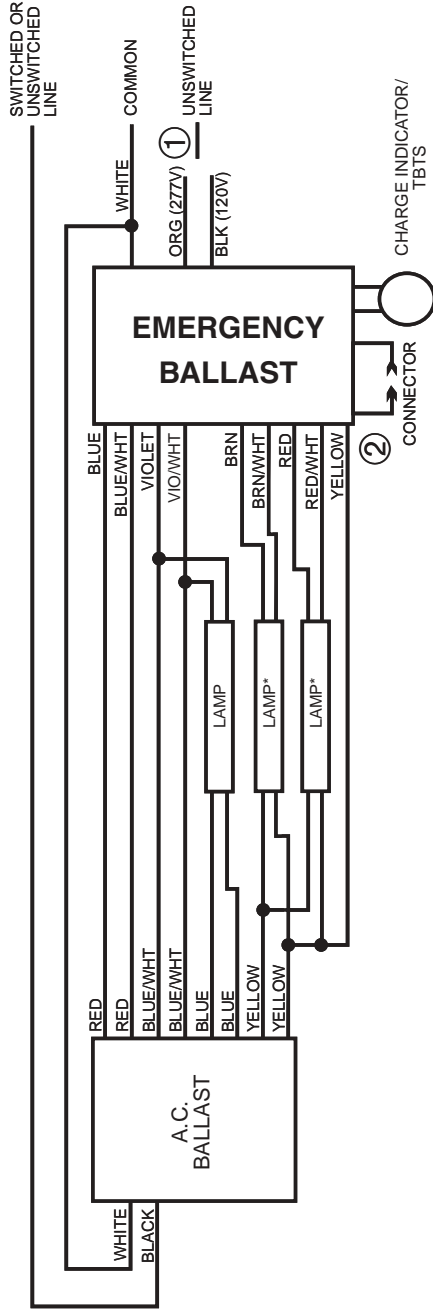 SWITCHED OR
UNSWITCHED
LINE
WHITE
COMMON
ORG (277V)
1
UNSWITCHED
LINE
BLK (120V)
EMERGENCY
BALLAST
CHARGE INDICATOR/
TBTS
CONNECTOR
2
BLUE
BLUE/WHT
VIOLET
VIO/WHT
BRN
BRN/WHT
RED
RED/WHT
YELLOW
LAMP
LAMP*
LAMP*
RED
RED
BLUE/WHT
BLUE/WHT
BLUE
BLUE
YELLOW
YELLOW
A.C.
BALLAST
WHITE
BLACK